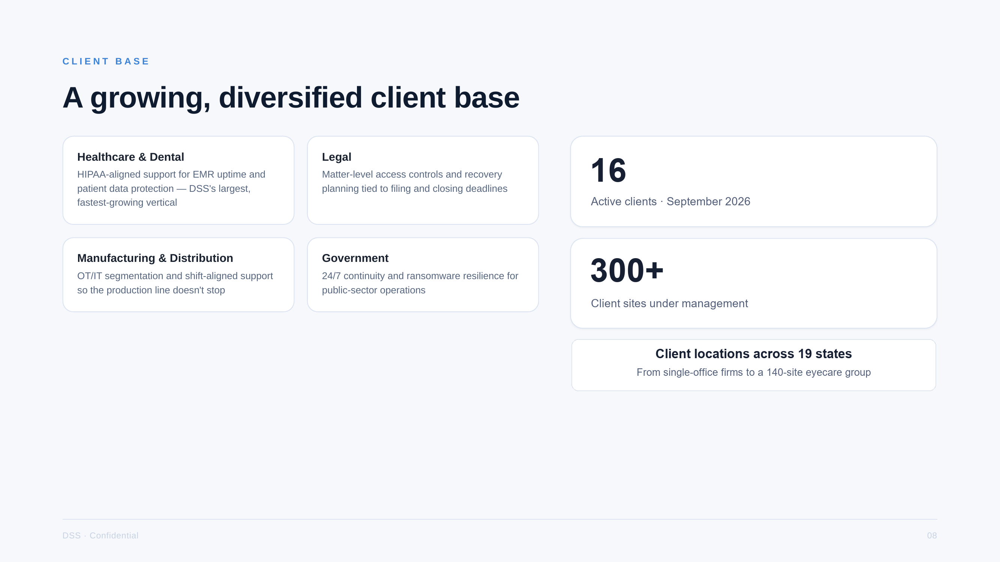 CLIENT BASE
A growing, diversified client base
Healthcare & Dental
HIPAA-aligned support for EMR uptime and
patient data protection — DSS's largest,
fastest-growing vertical
Legal
Matter-level access controls and recovery
planning tied to filing and closing deadlines
Manufacturing & Distribution
OT/IT segmentation and shift-aligned support
so the production line doesn't stop
Government
24/7 continuity and ransomware resilience for
public-sector operations
16
Active clients · September 2026
300+
Client sites under management
Client locations across 19 states
From single-office firms to a 140-site eyecare group
DSS · Confidential
08